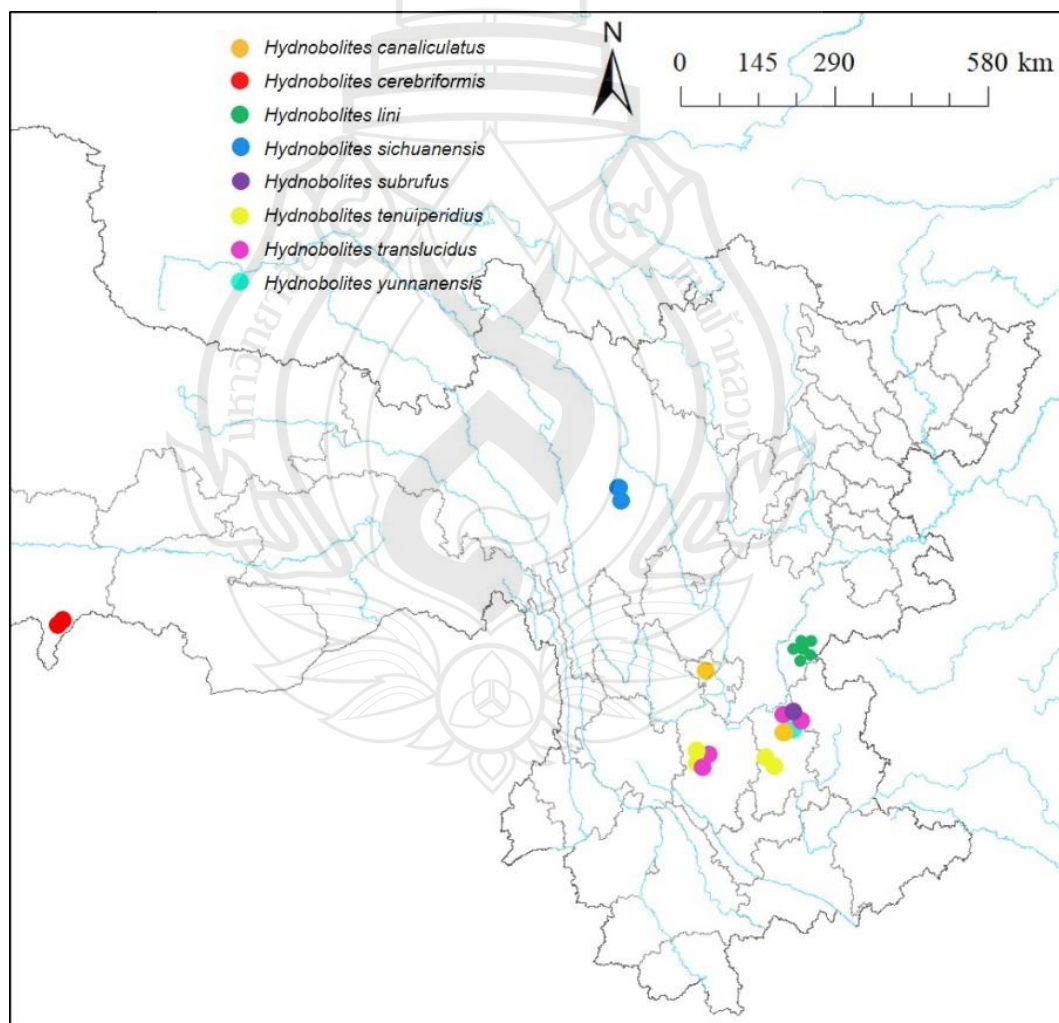 Hydnobolites canaliculatus
Hydnobolites cerebriformis
Hydnobolites lini
Hydnobolites sichuanensis
Hydnobolites subrufus
Hydnobolites tenuiperidius
Hydnobolites translucidus
Hydnobolites yunnanensis
N
0 145 290 580 km